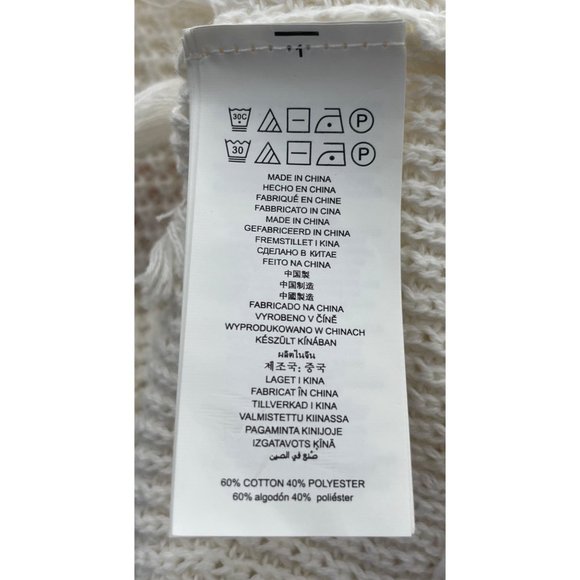 30C P
30 P
MADE IN CHINA
HECHO EN CHINA
FABRIQUÉ EN CHINE
FABBRICATO IN CINA
MADE IN CHINA
GEFABRICEERD IN CHINA
FREMSTILLET I KINA
СДЕЛАНО В КИТАЕ
FEITO NA CHINA
中国製
中国制造
中國製造
FABRICADO NA CHINA
VYROBENO V ČÍNĚ
WYPRODUKOWANO W CHINACH
KÉSZÜLT KÍNÁBAN
ผลิตในจีน
제조국: 중국
LAGET I KINA
FABRICAT ÎN CHINA
TILLVERKAD I KINA
VALMISTETTU KIINASSA
PAGAMINTA KINIJOJE
IZGATAVOTS ĶĪNĀ
صُنع في الصين
60% COTTON 40% POLYESTER
60% algodón 40% poliéster